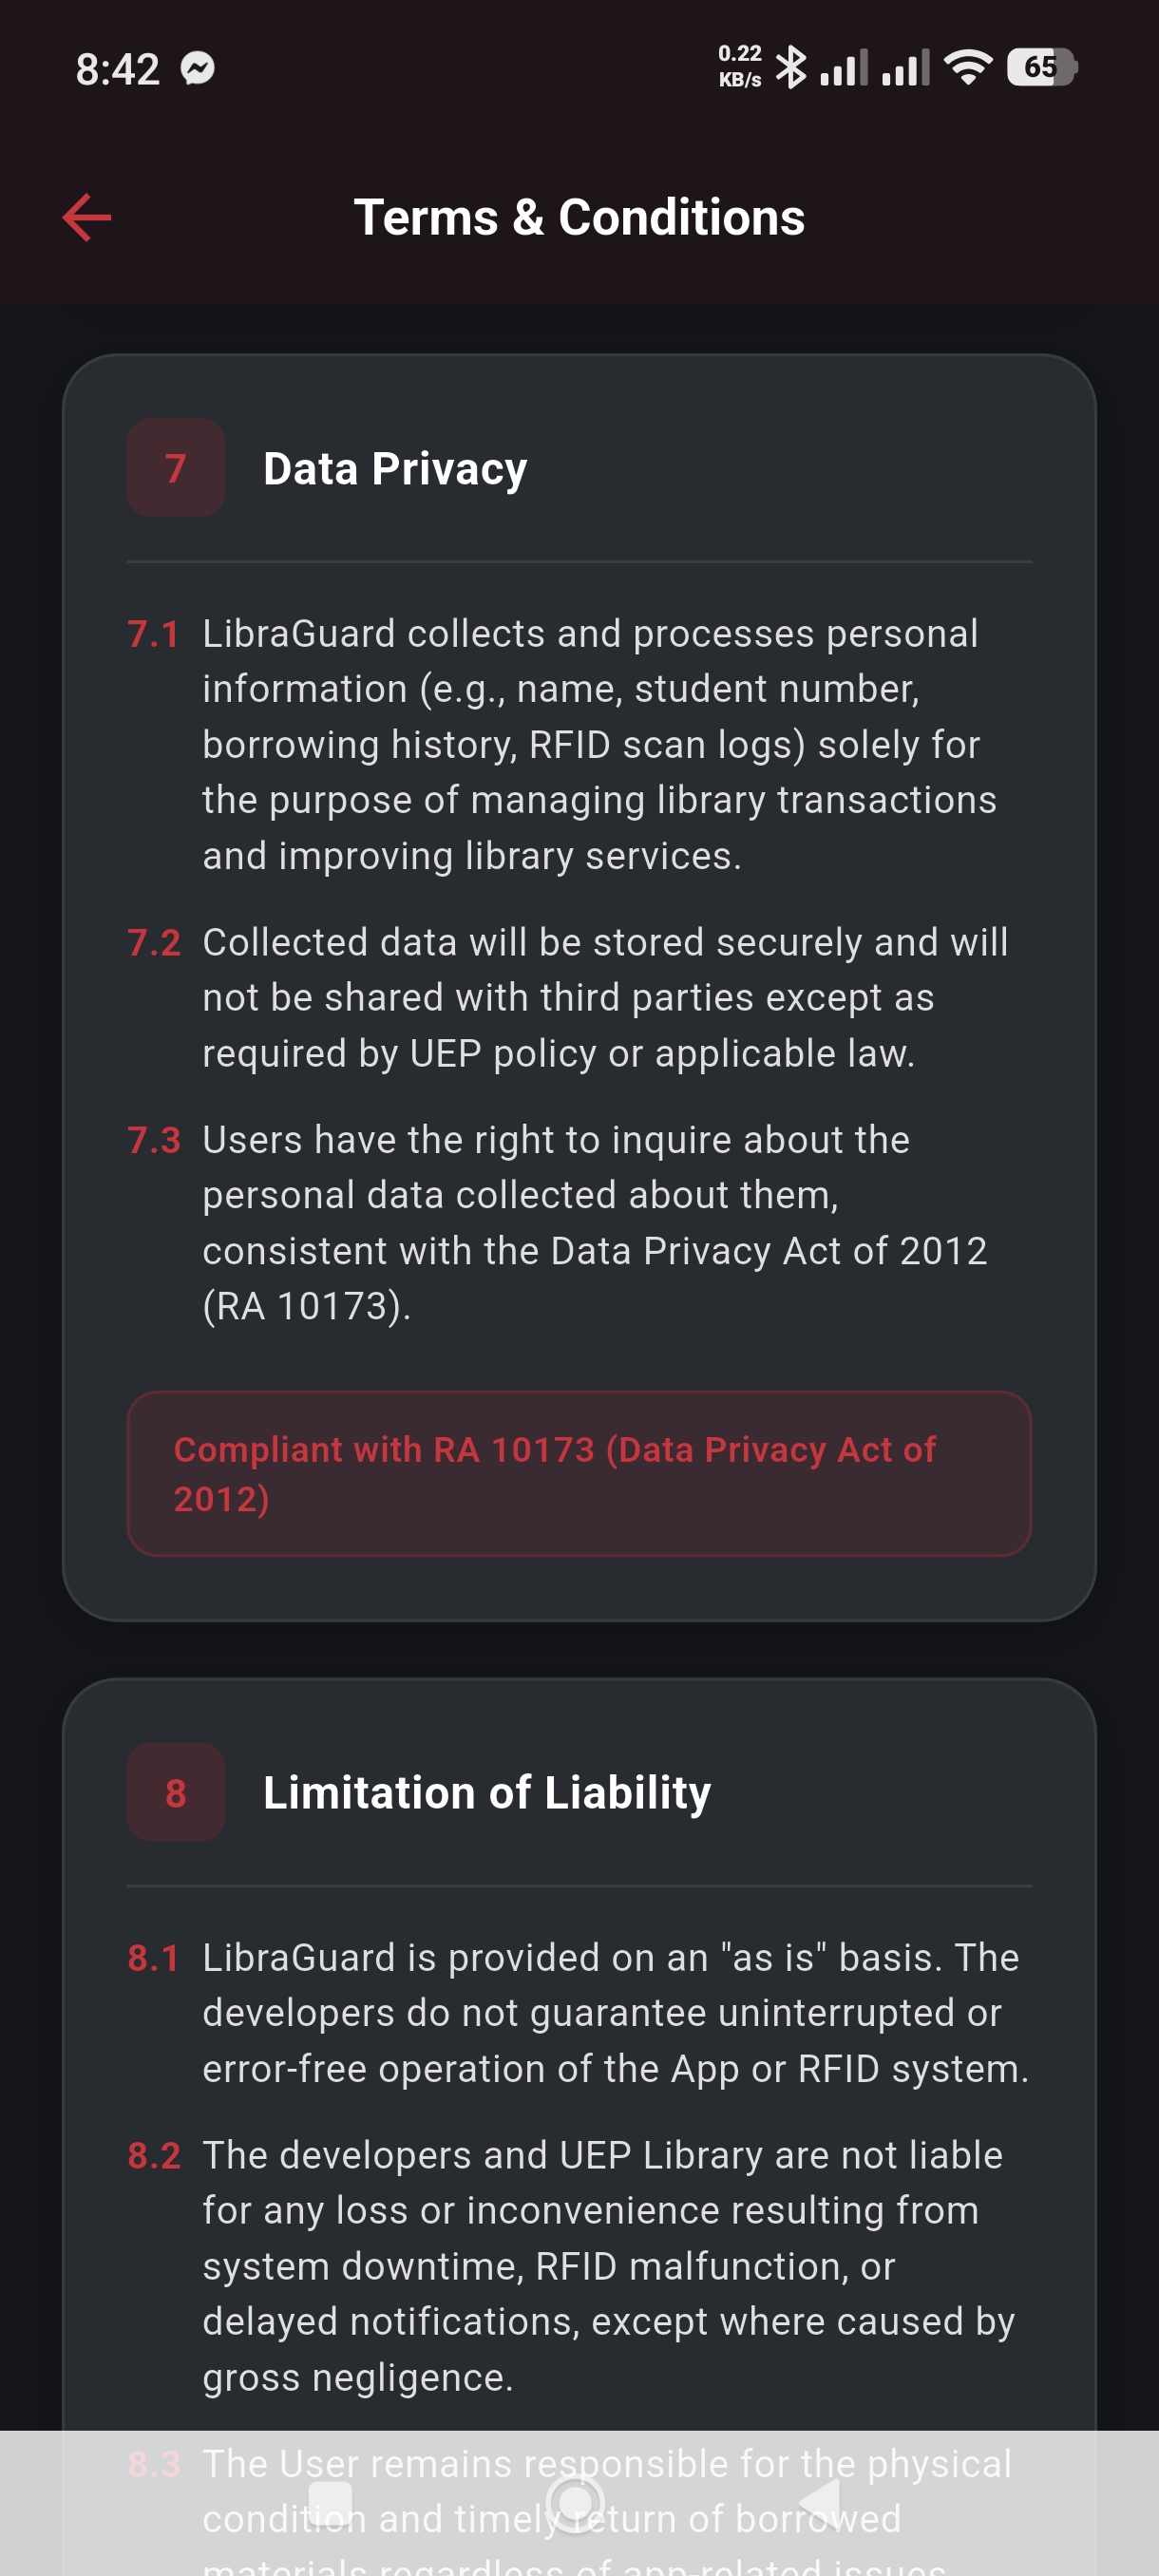 8:42
0.22
KB/s
65
Terms & Conditions
7
Data Privacy
7.1 LibraGuard collects and processes personal
information (e.g., name, student number,
borrowing history, RFID scan logs) solely for
the purpose of managing library transactions
and improving library services.
7.2 Collected data will be stored securely and will
not be shared with third parties except as
required by UEP policy or applicable law.
7.3 Users have the right to inquire about the
personal data collected about them,
consistent with the Data Privacy Act of 2012
(RA 10173).
Compliant with RA 10173 (Data Privacy Act of
2012)
8
Limitation of Liability
8.1 LibraGuard is provided on an "as is" basis. The
developers do not guarantee uninterrupted or
error-free operation of the App or RFID system.
8.2 The developers and UEP Library are not liable
for any loss or inconvenience resulting from
system downtime, RFID malfunction, or
delayed notifications, except where caused by
gross negligence.
8.3 The User remains responsible for the physical
condition and timely return of borrowed
materials regardless of app-related issues